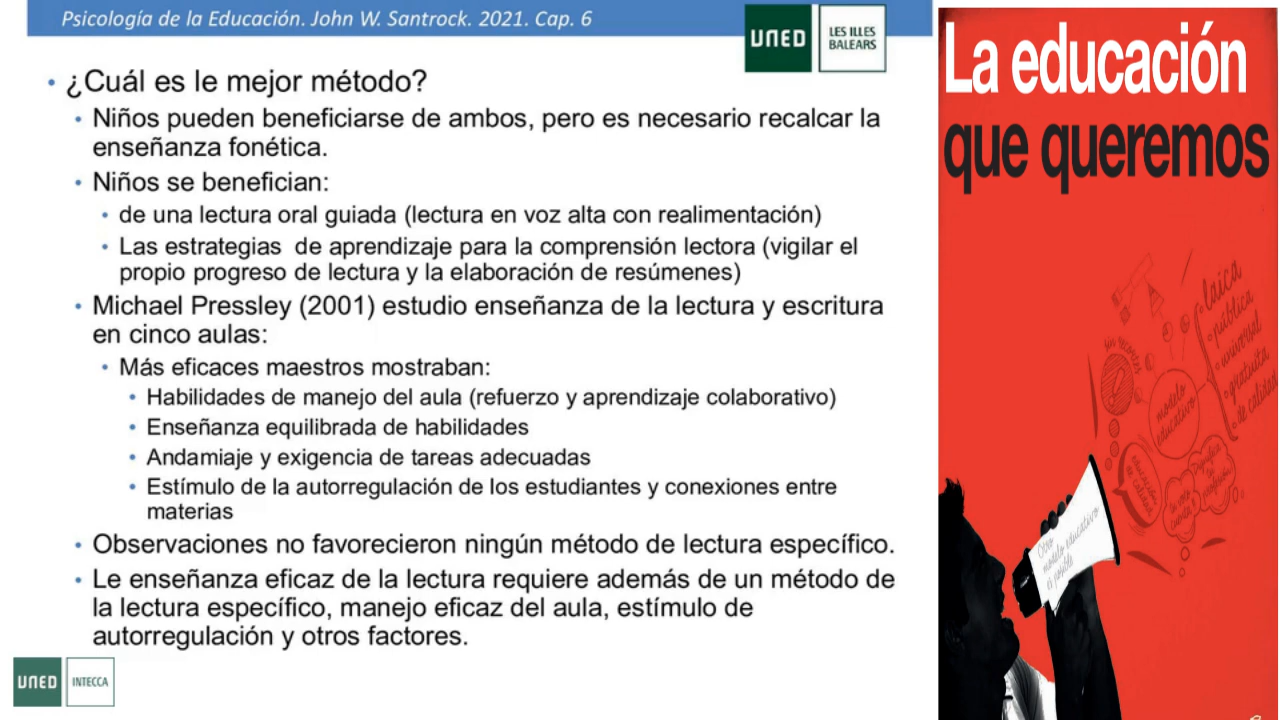 Psicología de la Educación. John W. Santrock. 2021. Cap. 6
UNED
LES ILLES
BALEARS
• ¿Cuál es le mejor método?
• Niños pueden beneficiarse de ambos, pero es necesario recalcar la
enseñanza fonética.
• Niños se benefician:
• de una lectura oral guiada (lectura en voz alta con realimentación)
• Las estrategias de aprendizaje para la comprensión lectora (vigilar el
propio progreso de lectura y la elaboración de resúmenes)
• Michael Pressley (2001) estudio enseñanza de la lectura y escritura
en cinco aulas:
• Más eficaces maestros mostraban:
• Habilidades de manejo del aula (refuerzo y aprendizaje colaborativo)
• Enseñanza equilibrada de habilidades
• Andamiaje y exigencia de tareas adecuadas
• Estímulo de la autorregulación de los estudiantes y conexiones entre
materias
• Observaciones no favorecieron ningún método de lectura específico.
• Le enseñanza eficaz de la lectura requiere además de un método de
la lectura específico, manejo eficaz del aula, estímulo de
autorregulación y otros factores.
UNED
INTECCA
La educación
que queremos
laica
pública
universal
gratuita
de calidad
sin recortes
modelo
educativo
Otro
modelo educativo
es posible